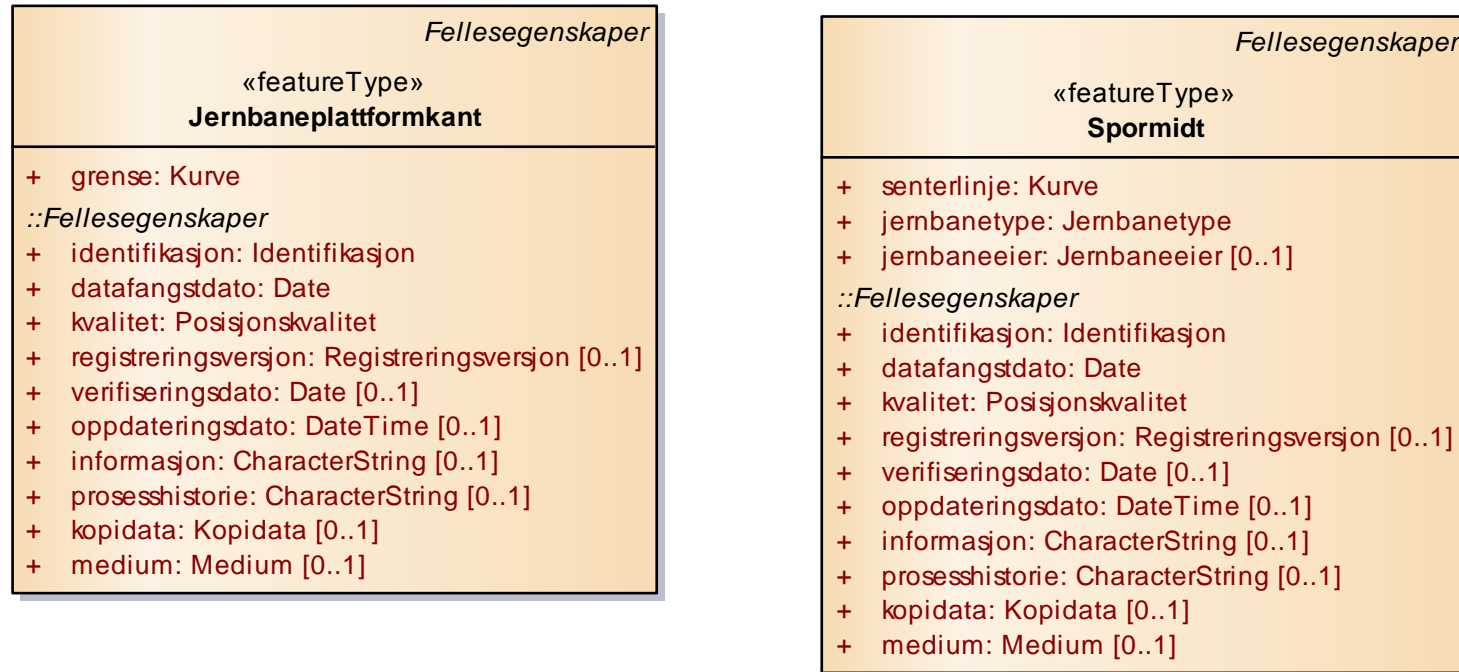 Fellesegenskaper
«featureType»
Jernbaneplattformkant
+ grense: Kurve
::Fellesegenskaper
+ identifikasjon: Identifikasjon
+ datafangstdato: Date
+ kvalitet: Posisjonskvalitet
+ registreringsversjon: Registreringsversjon [0..1]
+ verifiseringsdato: Date [0..1]
+ oppdateringsdato: DateTime [0..1]
+ informasjon: CharacterString [0..1]
+ prosesshistorie: CharacterString [0..1]
+ kopidata: Kopidata [0..1]
+ medium: Medium [0..1]
Fellesegenskaper
«featureType»
Spormidt
+ senterlinje: Kurve
+ jernbanetype: Jernbanetype
+ jernbaneeier: Jernbaneeier [0..1]
::Fellesegenskaper
+ identifikasjon: Identifikasjon
+ datafangstdato: Date
+ kvalitet: Posisjonskvalitet
+ registreringsversjon: Registreringsversjon [0..1]
+ verifiseringsdato: Date [0..1]
+ oppdateringsdato: DateTime [0..1]
+ informasjon: CharacterString [0..1]
+ prosesshistorie: CharacterString [0..1]
+ kopidata: Kopidata [0..1]
+ medium: Medium [0..1]